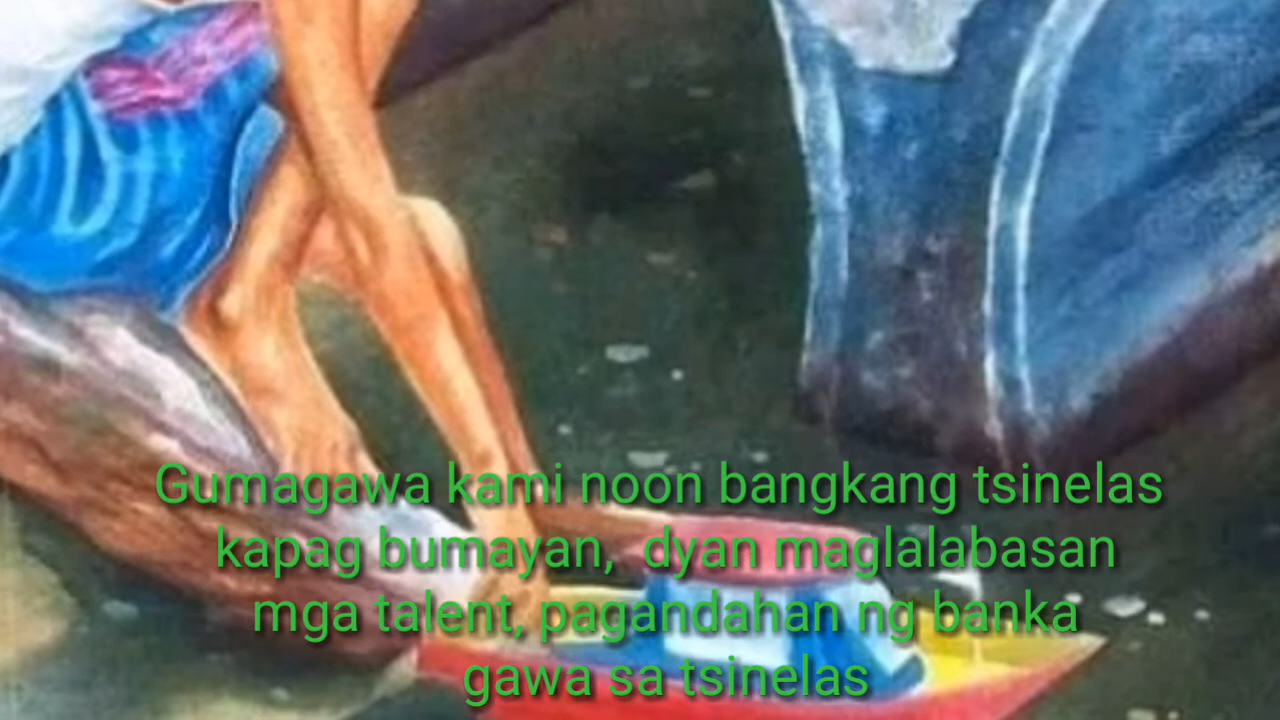 Gumagawa kami noon bangkang tsinelas
kapag bumayan, dyan maglalabasan
mga talent, pagandahan ng banka
gawa sa tsinelas